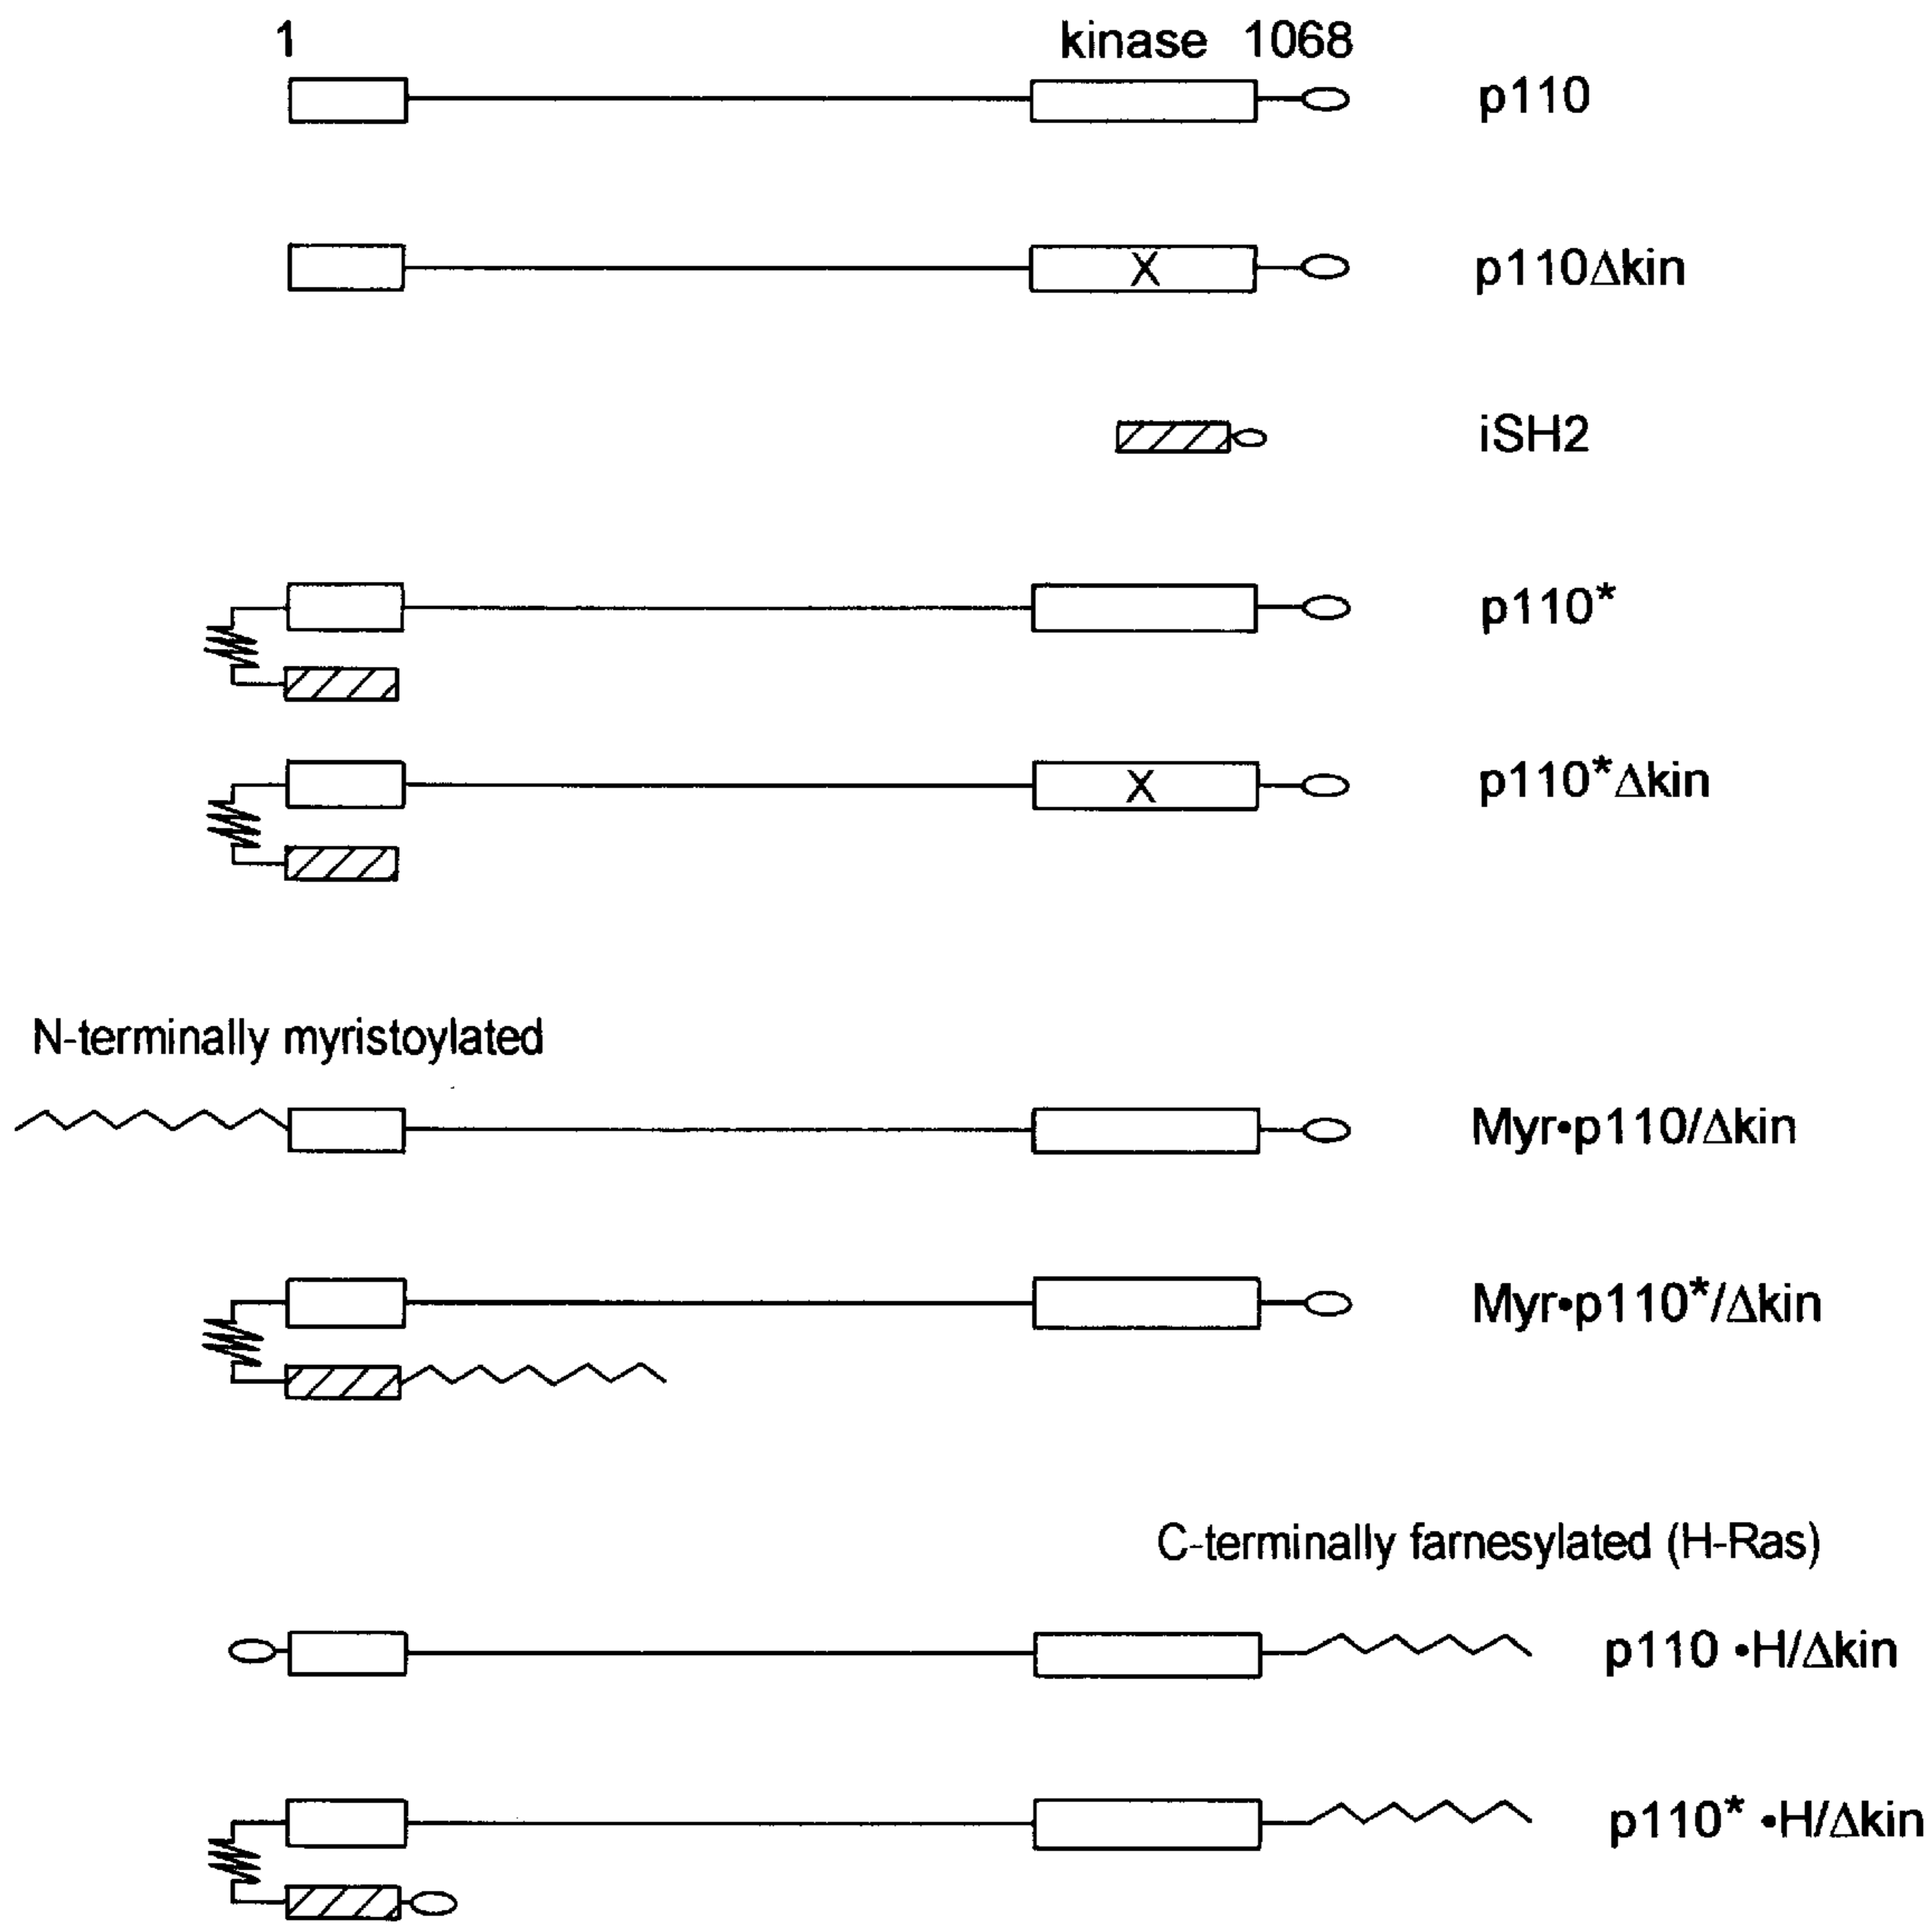 1 kinase 1068
p110
X
p110Δkin
iSH2
p110*
X
p110*Δkin
N-terminally myristoylated
Myr•p110/Δkin
Myr•p110*/Δkin
C-terminally farnesylated (H-Ras)
p110 •H/Δkin
p110* •H/Δkin